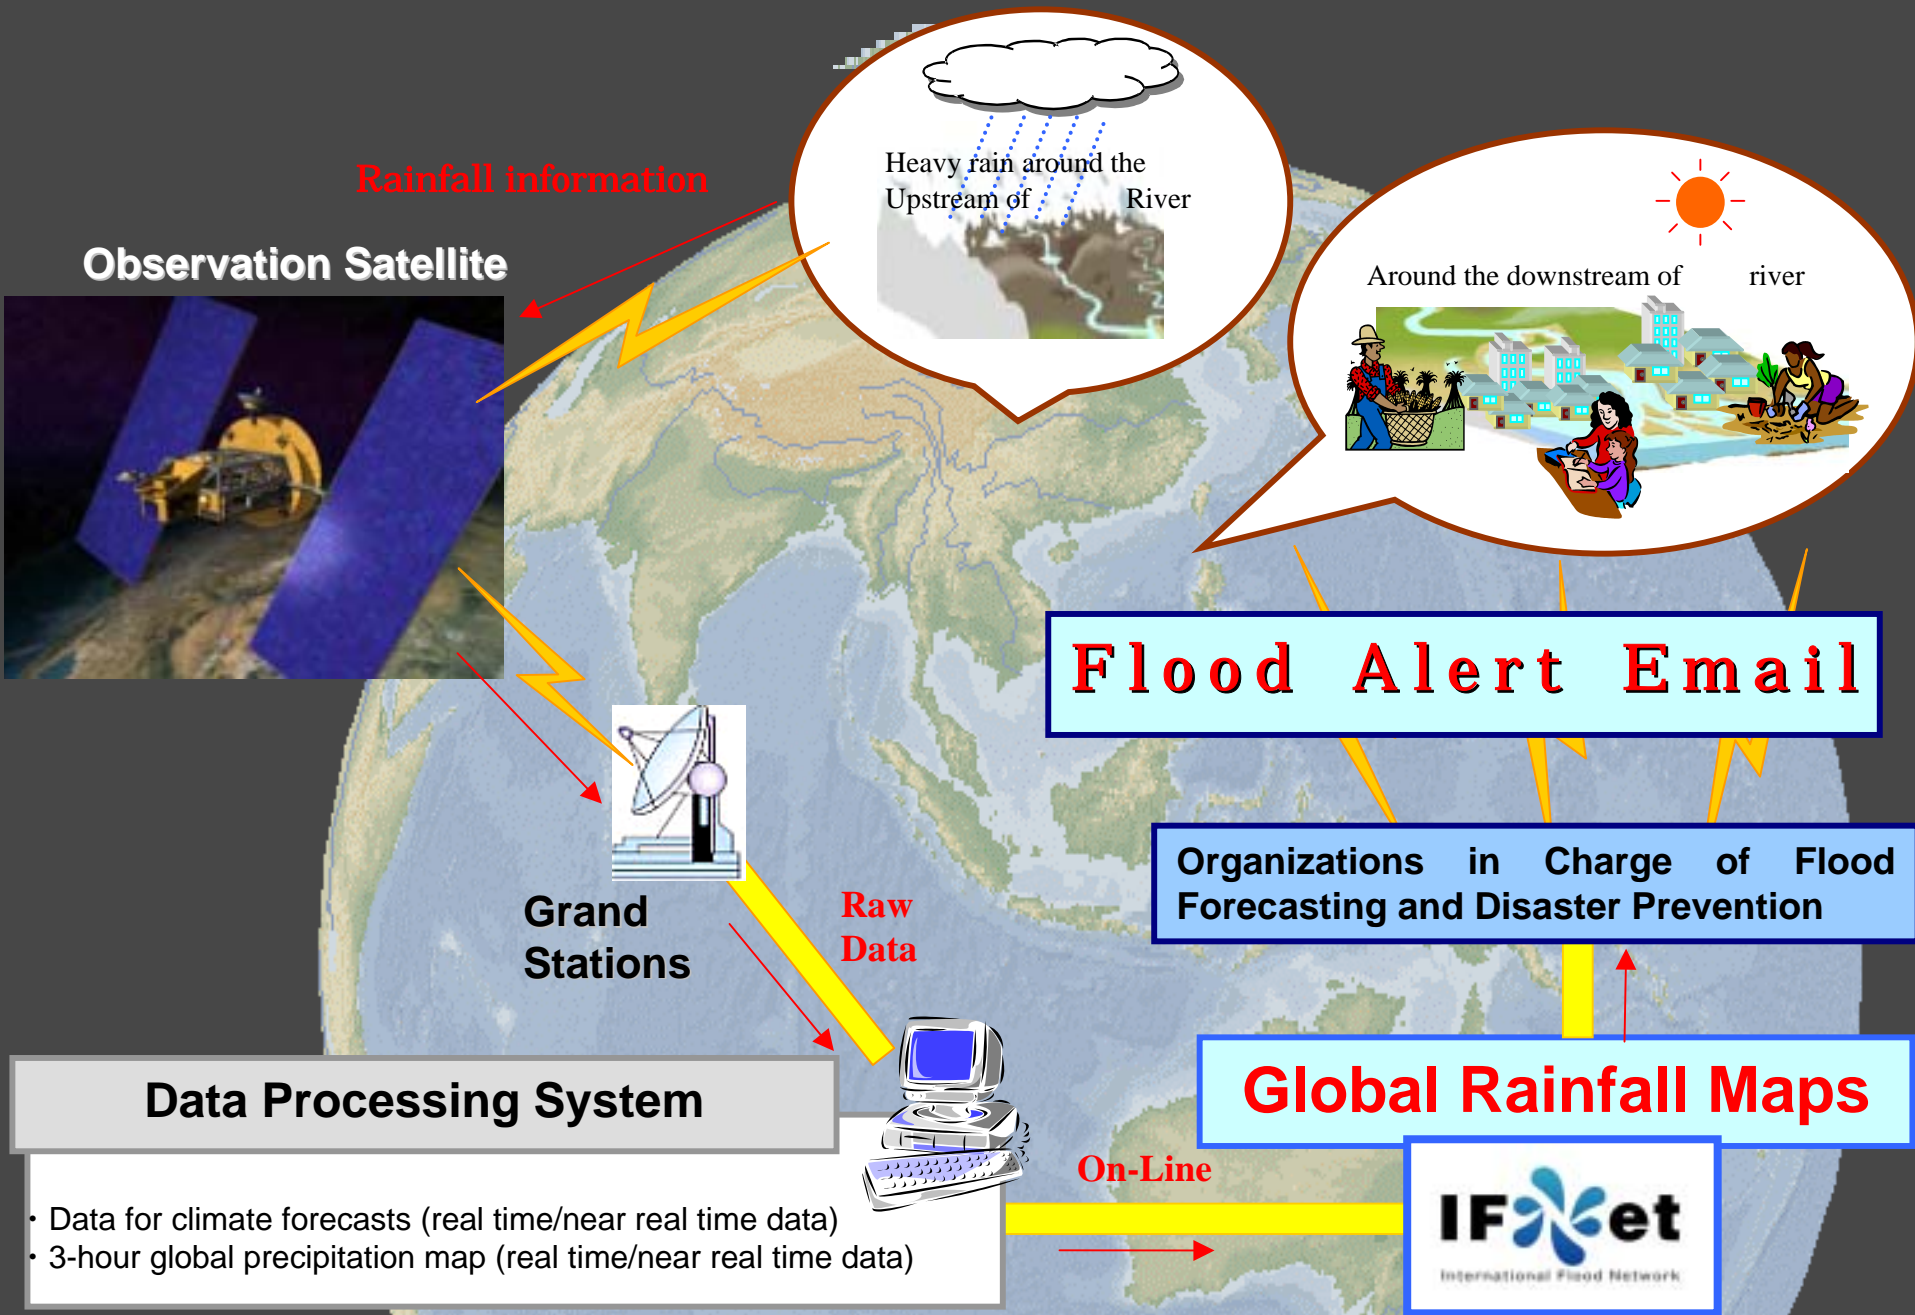 Heavy rain around the
Upstream of River
Rainfall information
Observation Satellite
Around the downstream of river
Flood Alert Email
Organizations in Charge of Flood
Forecasting and Disaster Prevention
Grand
Stations
Raw
Data
Data Processing System
Global Rainfall Maps
On-Line
・Data for climate forecasts (real time/near real time data)
・3-hour global precipitation map (real time/near real time data)
IFNet
International Flood Network